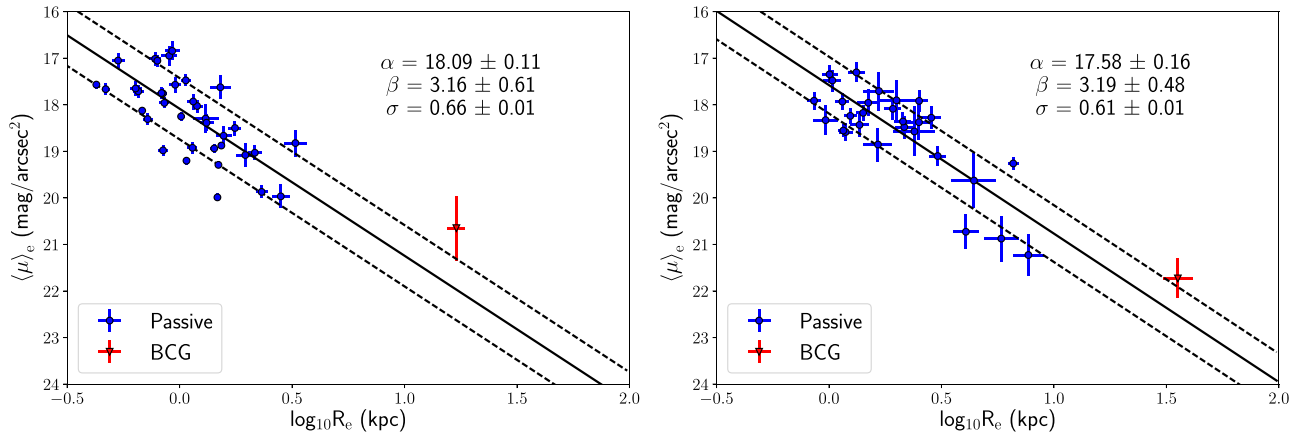 16
17
18
19
20
21
22
23
24
⟨μ⟩e (mag/arcsec²)
α = 18.09 ± 0.11
β = 3.16 ± 0.61
σ = 0.66 ± 0.01
Passive
BCG
−0.5 0.0 0.5 1.0 1.5 2.0
log₁₀Rₑ (kpc)
16
17
18
19
20
21
22
23
24
⟨μ⟩e (mag/arcsec²)
α = 17.58 ± 0.16
β = 3.19 ± 0.48
σ = 0.61 ± 0.01
Passive
BCG
−0.5 0.0 0.5 1.0 1.5 2.0
log₁₀Rₑ (kpc)